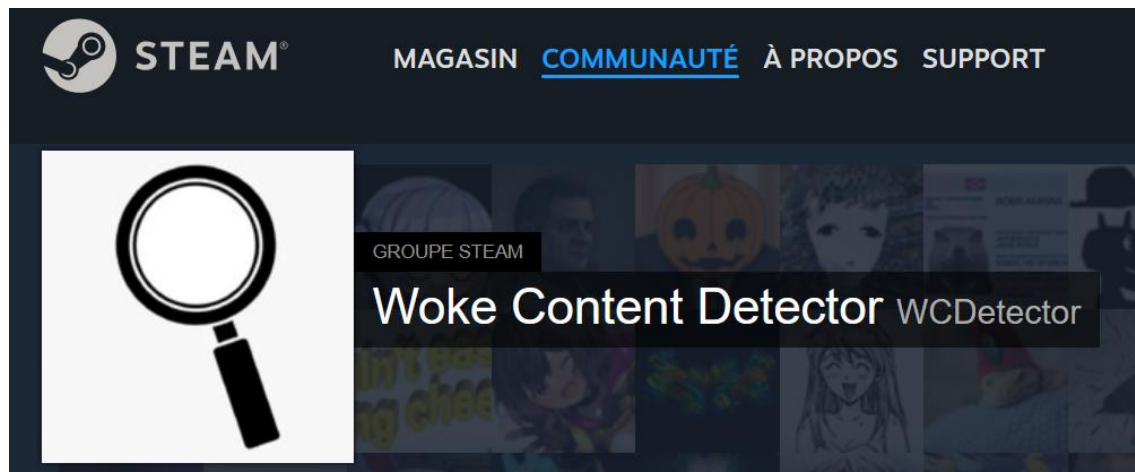 STEAM®
MAGASIN COMMUNAUTÉ À PROPOS SUPPORT
GROUPE STEAM
Woke Content Detector WCDetector